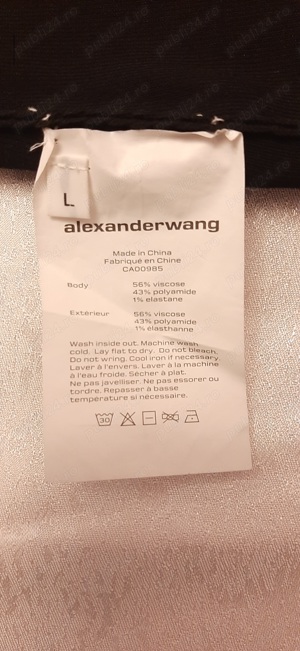 L
alexanderwang
Made in China
Fabriqué en Chine
CA00985
Body 56% viscose
43% polyamide
1% elastane
Extérieur 56% viscose
43% polyamide
1% élasthanne
Wash inside out. Machine wash
cold. Lay flat to dry. Do not bleach.
Do not wring. Cool iron if necessary.
Laver à l'envers. Laver à la machine
à l'eau froide. Sécher à plat.
Ne pas javelliser. Ne pas essorer ou
tordre. Repasser à basse
température si nécessaire.
30